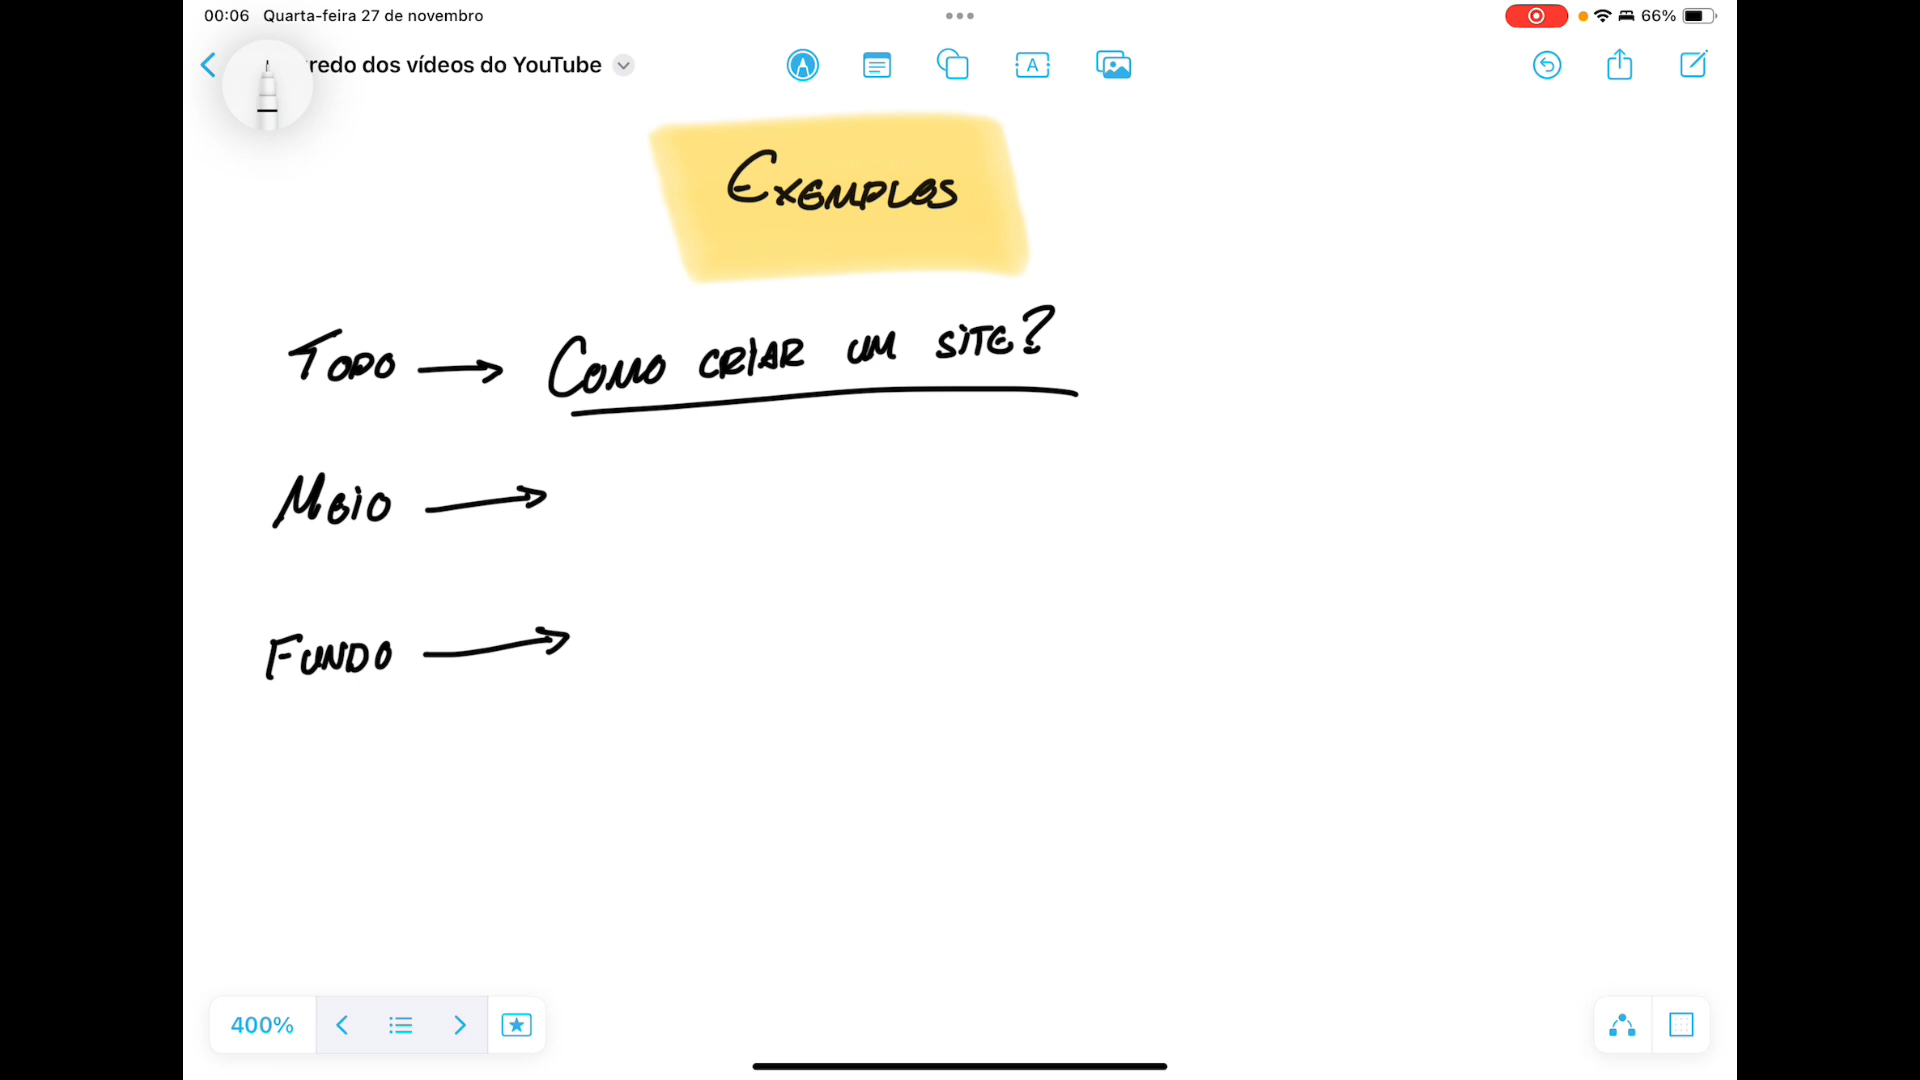 00:06 Quarta-feira 27 de novembro
66%
redo dos vídeos do YouTube
A
EXEMPLOS
TOPO → COMO CRIAR UM SITE?
MEIO →
FUNDO →
400%